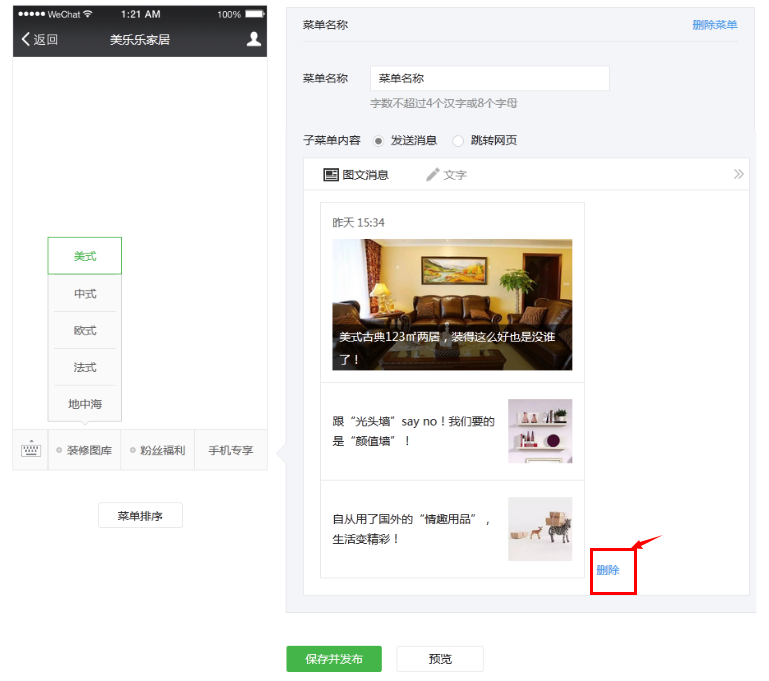 WeChat 1:21 AM 100%
返回 美乐乐家居
美式
中式
欧式
法式
地中海
装修图库 粉丝福利 手机专享
菜单排序
菜单名称 删除菜单
菜单名称 菜单名称
字数不超过4个汉字或8个字母
子菜单内容 发送消息 跳转网页
图文消息 文字
昨天 15:34
美式古典123㎡两居，装得这么好也是没谁
了！
跟“光头墙”say no！我们要的
是“颜值墙”！
自从用了国外的“情趣用品”，
生活变精彩！
删除
保存并发布 预览